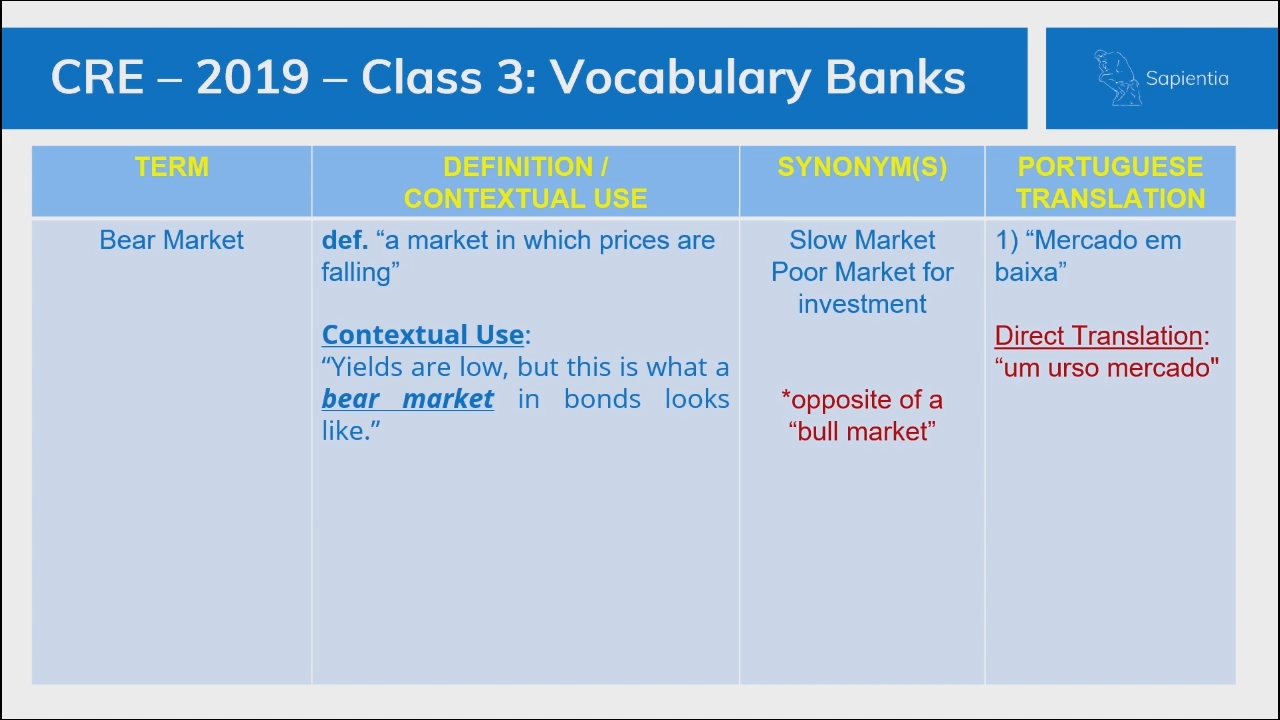 CRE – 2019 – Class 3: Vocabulary Banks
Sapientia
TERM
DEFINITION /
CONTEXTUAL USE
SYNONYM(S)
PORTUGUESE
TRANSLATION
Bear Market
def. “a market in which prices are
falling”
Contextual Use:
“Yields are low, but this is what a
bear market in bonds looks
like.”
Slow Market
Poor Market for
investment
*opposite of a
“bull market”
1) “Mercado em
baixa”
Direct Translation:
“um urso mercado"